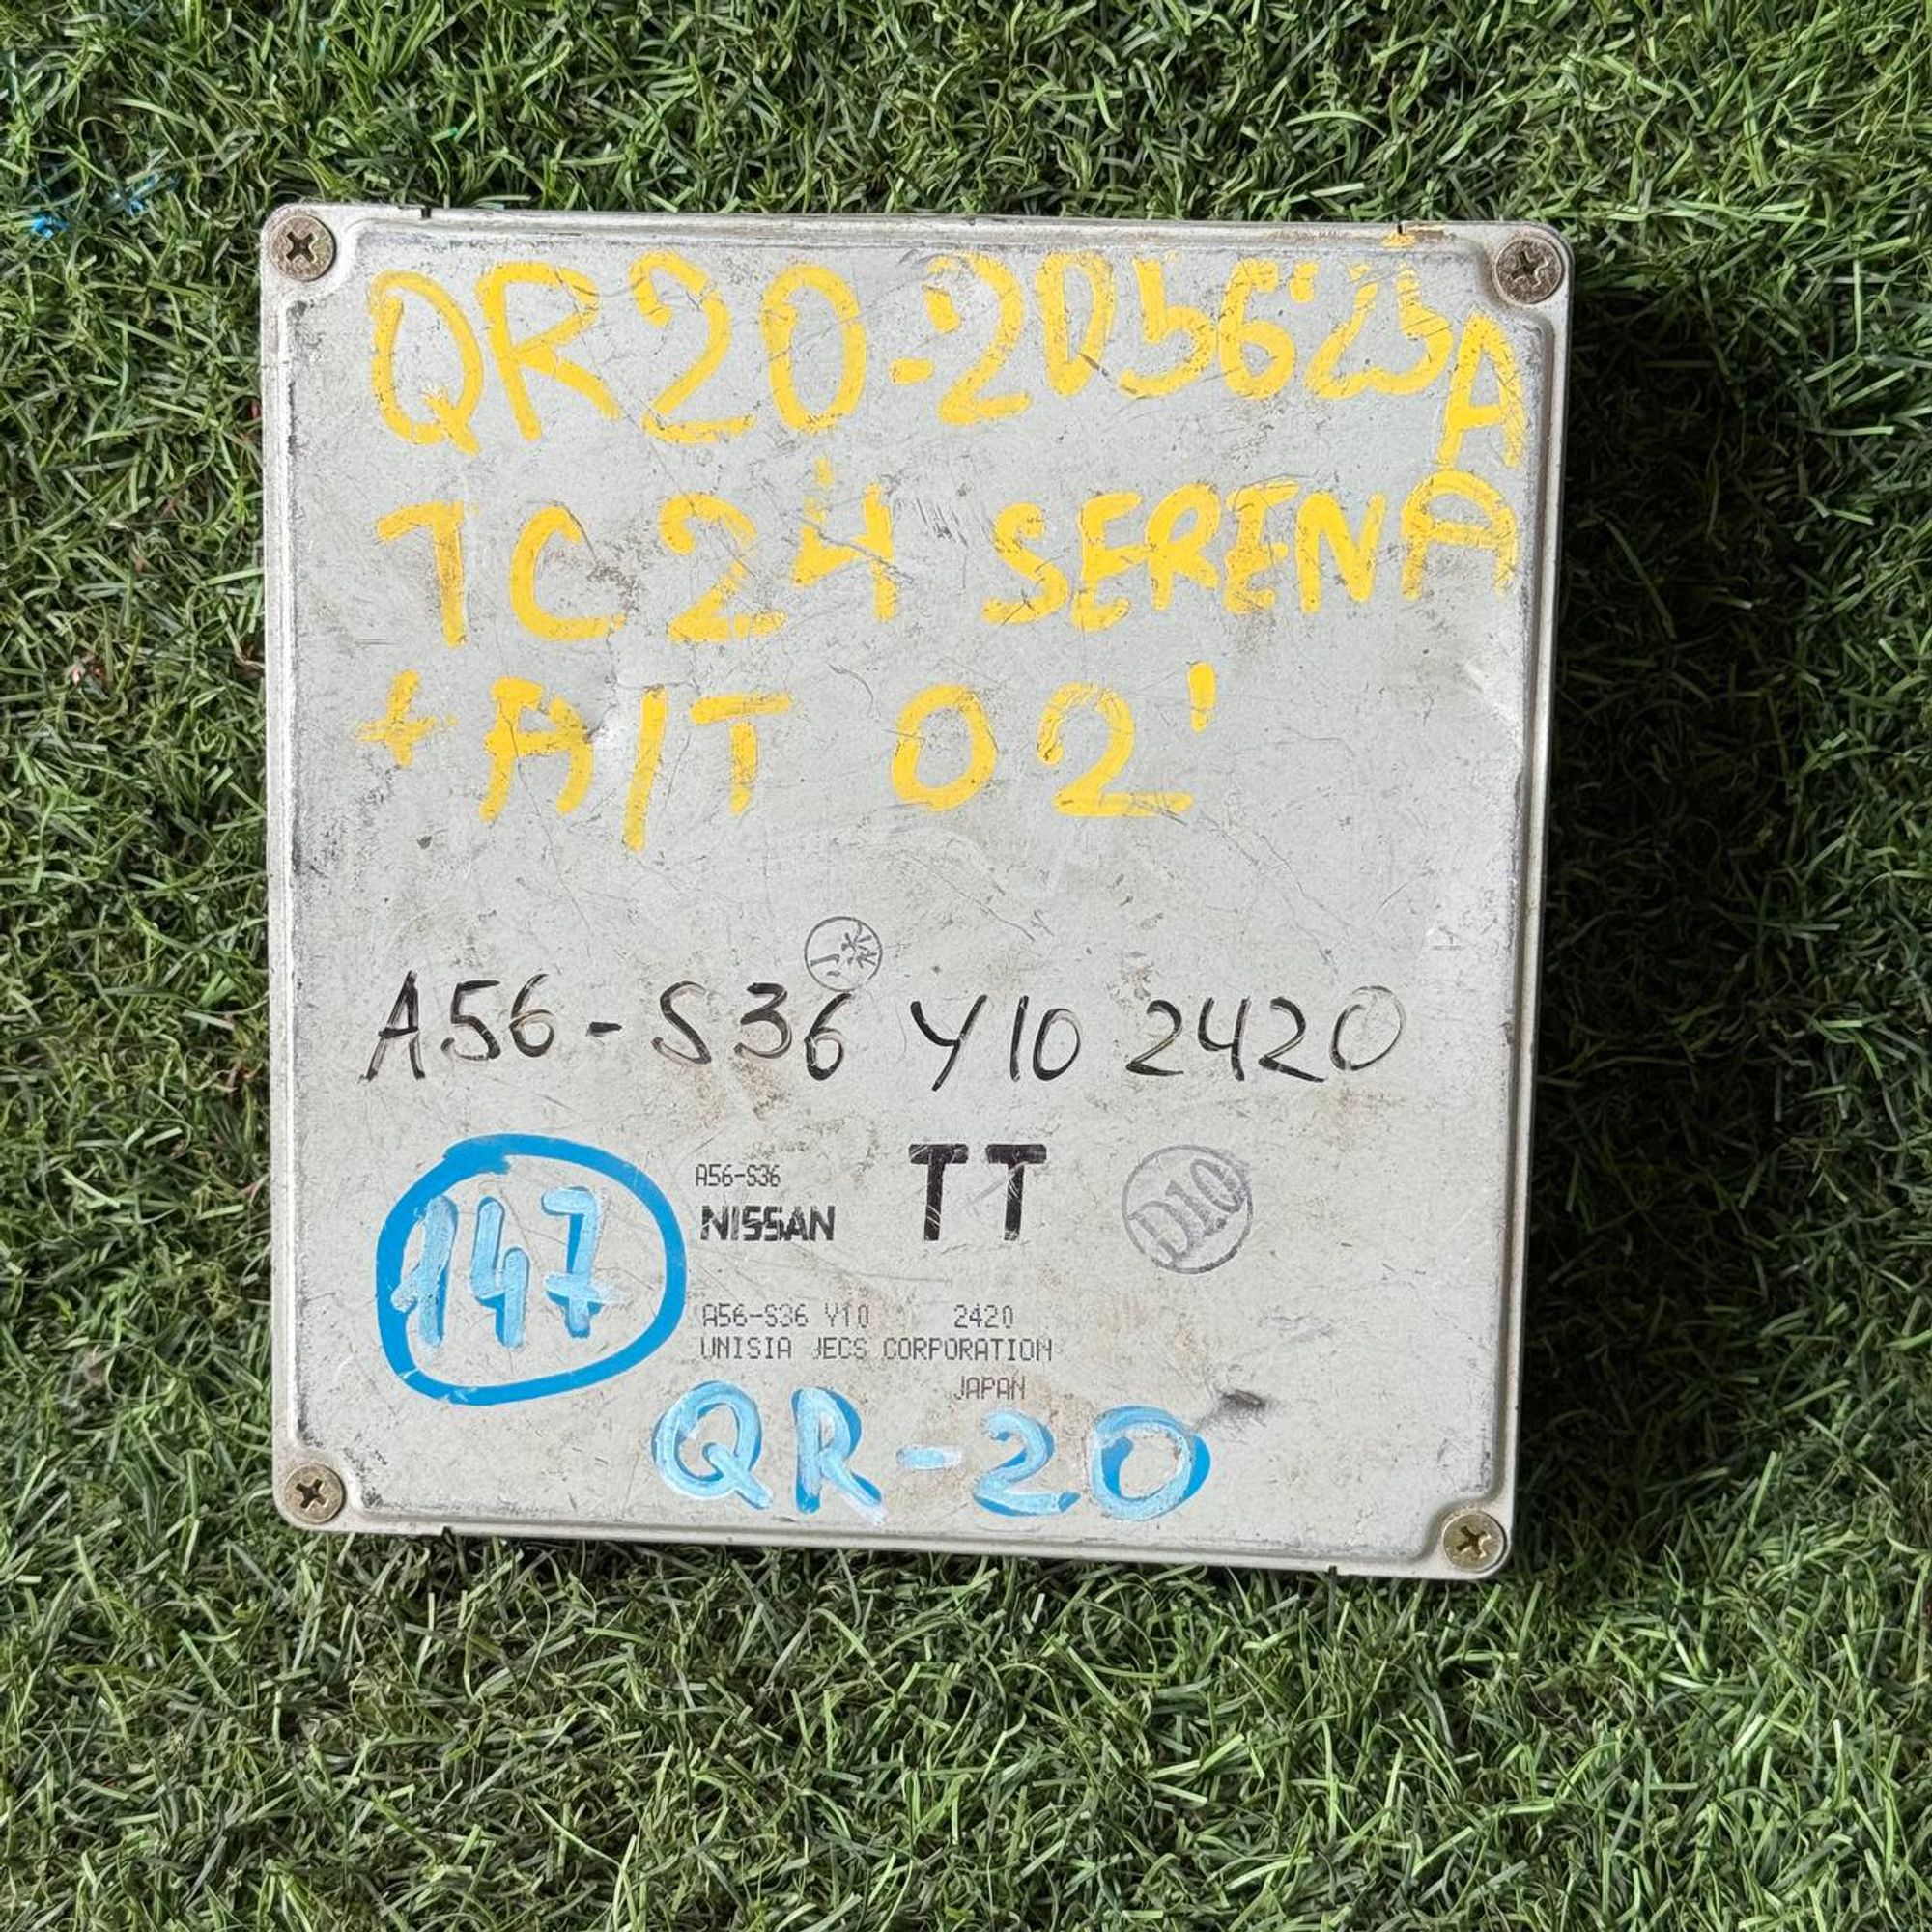 QR20-205625A
TC24 SERENA
+A/T 02'
A56-S36 Y10 2420
A56-S36
NISSAN TT
D10
147
A56-S36 Y10 2420
UNISIA JECS CORPORATION
JAPAN
QR-20